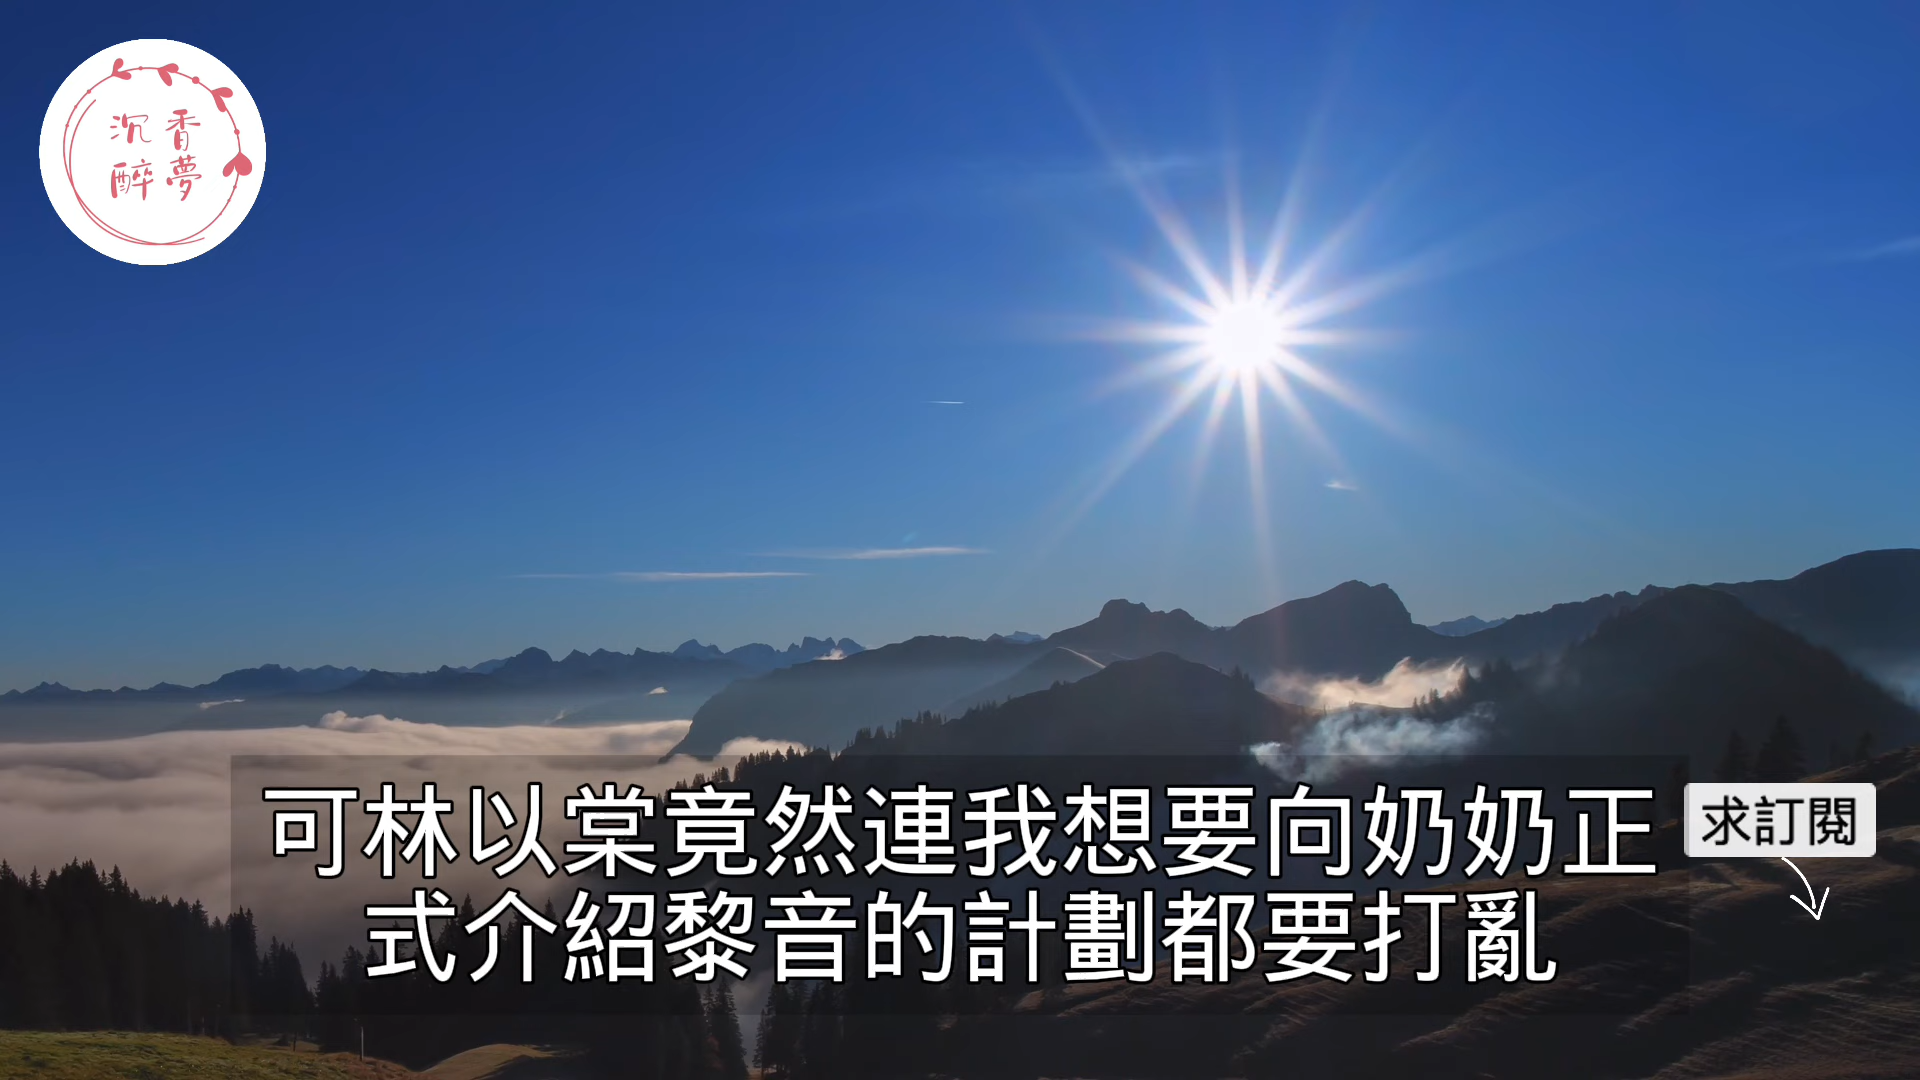 沉香
醉夢
可林以棠竟然連我想要向奶奶正
式介紹黎音的計劃都要打亂
求訂閱